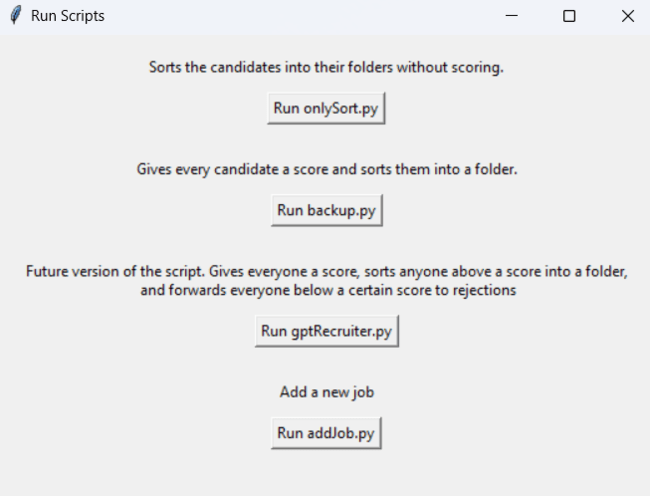 Run Scripts
Sorts the candidates into their folders without scoring.
Run onlySort.py
Gives every candidate a score and sorts them into a folder.
Run backup.py
Future version of the script. Gives everyone a score, sorts anyone above a score into a folder,
and forwards everyone below a certain score to rejections
Run gptRecruiter.py
Add a new job
Run addJob.py